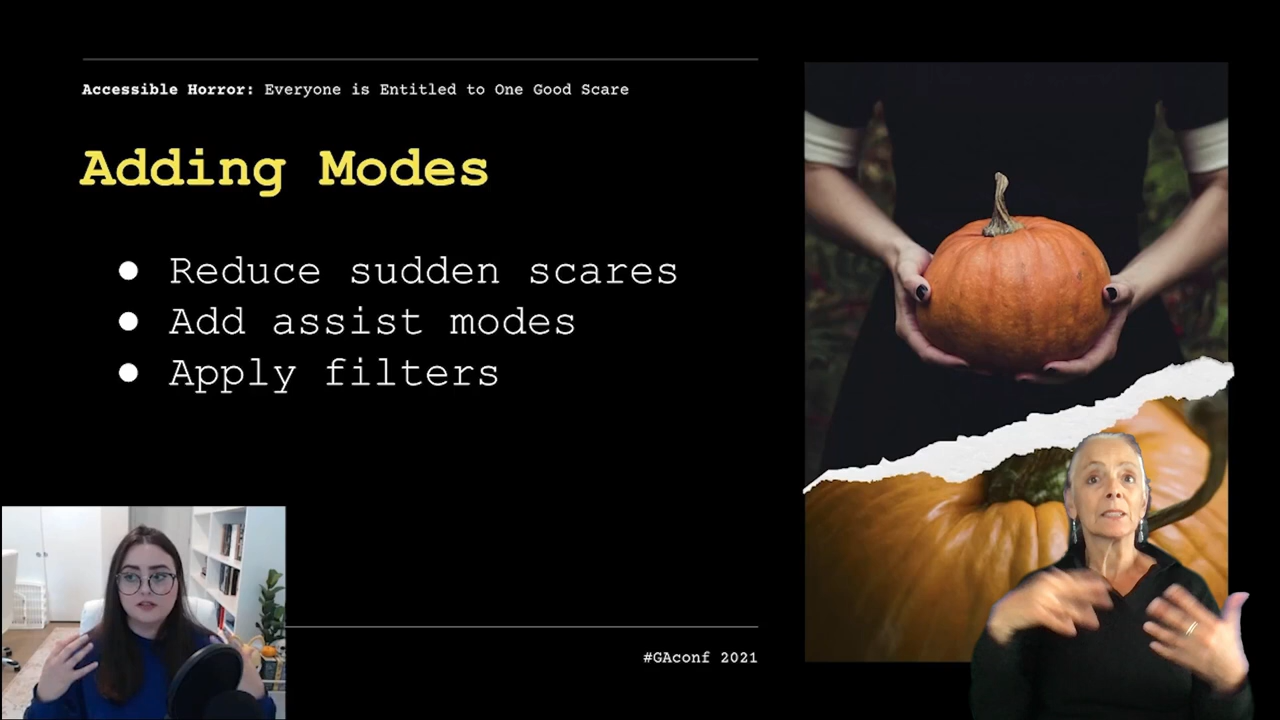 Accessible Horror: Everyone is Entitled to One Good Scare
Adding Modes
● Reduce sudden scares
● Add assist modes
● Apply filters
#GAconf 2021